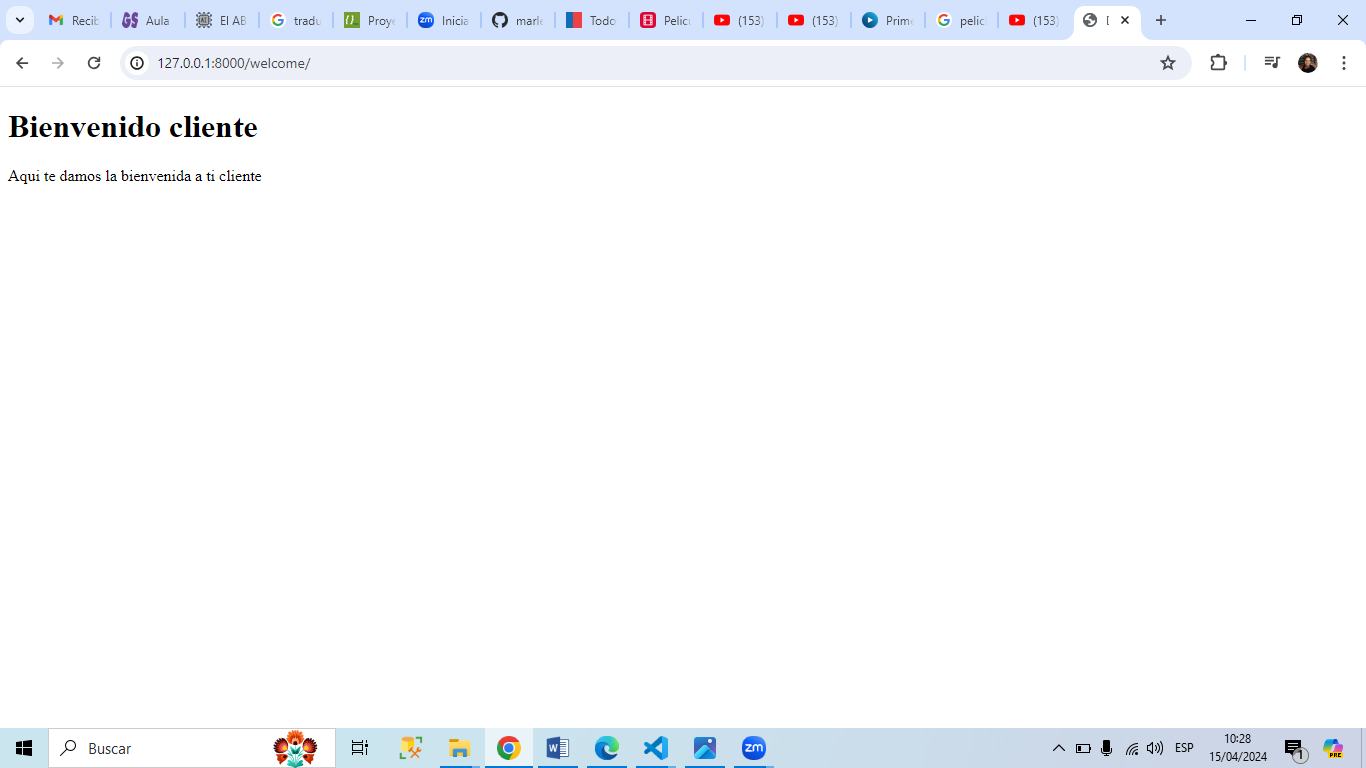 Recib
Aula
El AB
tradu
Proye
Inicia
marle
Todo
Pelicu
(153)
(153)
Prime
pelic
(153)
127.0.0.1:8000/welcome/
Bienvenido cliente
Aqui te damos la bienvenida a ti cliente
Buscar
zm
ESP
10:28
15/04/2024
1
PRE